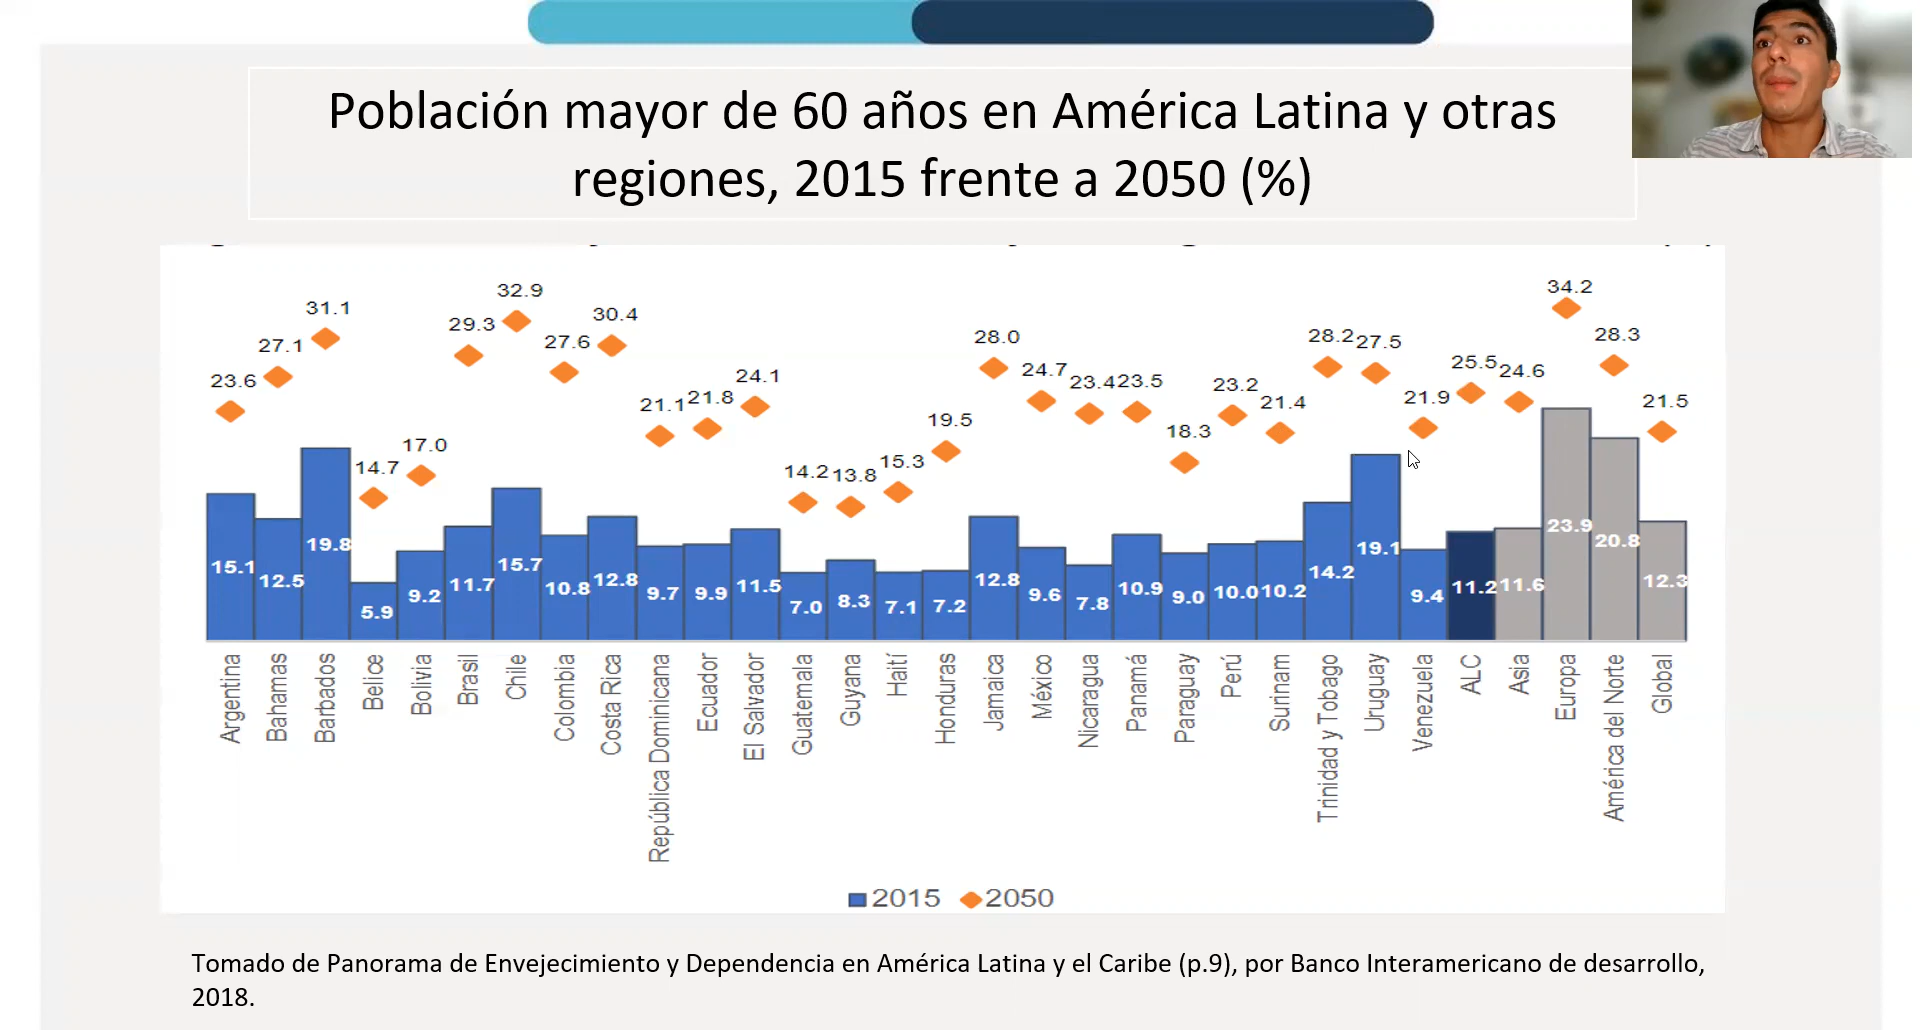 Población mayor de 60 años en América Latina y otras
regiones, 2015 frente a 2050 (%)
23.6
27.1
31.1
14.7
17.0
29.3
32.9
27.6
30.4
21.1
21.8
24.1
14.2
13.8
15.3
19.5
28.0
24.7
23.4
23.5
18.3
23.2
21.4
28.2
27.5
21.9
25.5
24.6
34.2
28.3
21.5
15.1
12.5
19.8
5.9
9.2
11.7
15.7
10.8
12.8
9.7
9.9
11.5
7.0
8.3
7.1
7.2
12.8
9.6
7.8
10.9
9.0
10.0
10.2
14.2
19.1
9.4
11.2
11.6
23.9
20.8
12.3
Argentina
Bahamas
Barbados
Belice
Bolivia
Brasil
Chile
Colombia
Costa Rica
República Dominicana
Ecuador
El Salvador
Guatemala
Guyana
Haití
Honduras
Jamaica
México
Nicaragua
Panamá
Paraguay
Perú
Surinam
Trinidad y Tobago
Uruguay
Venezuela
ALC
Asia
Europa
América del Norte
Global
2015 2050
Tomado de Panorama de Envejecimiento y Dependencia en América Latina y el Caribe (p.9), por Banco Interamericano de desarrollo,
2018.